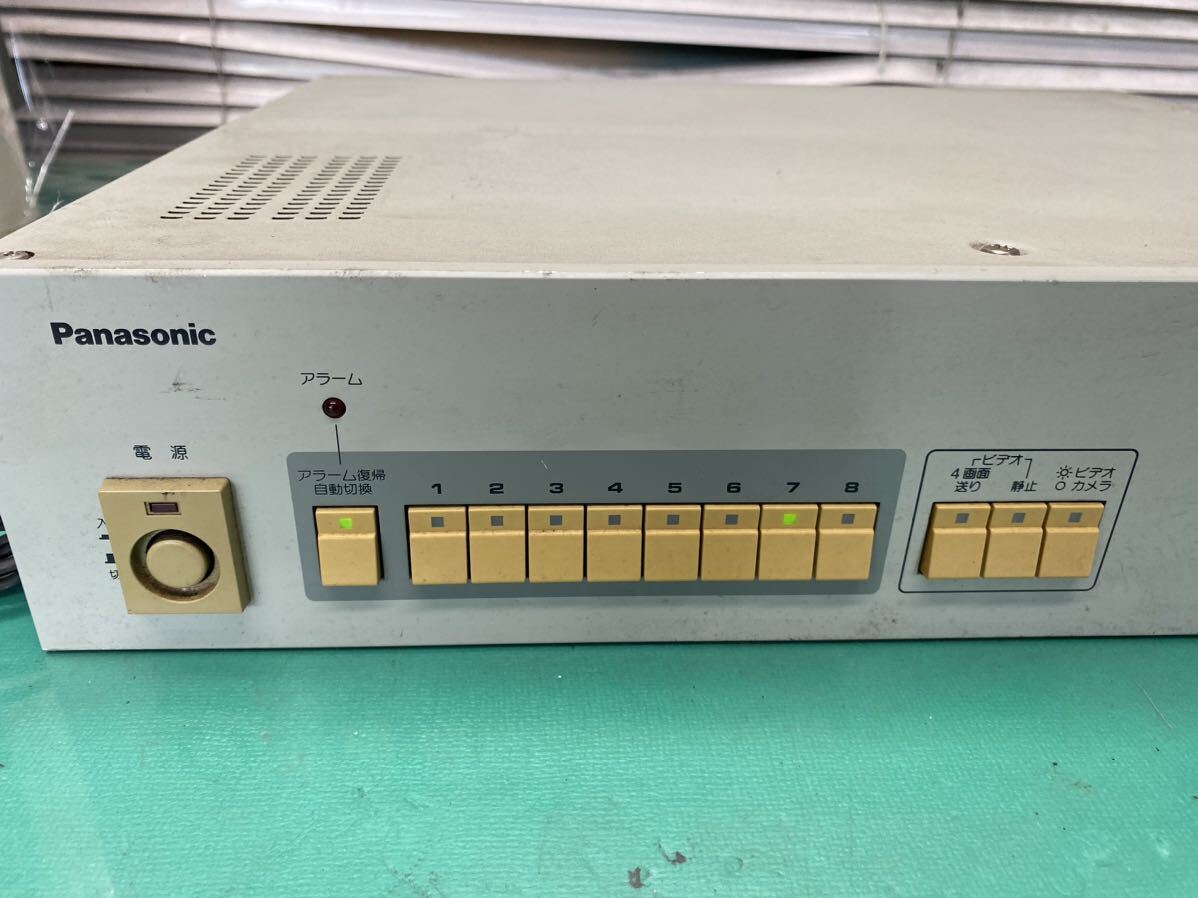 Panasonic
アラーム
電源
切
アラーム復帰
自動切換
1 2 3 4 5 6 7 8
ビデオ
4画面
送り
静止
ビデオ
カメラ